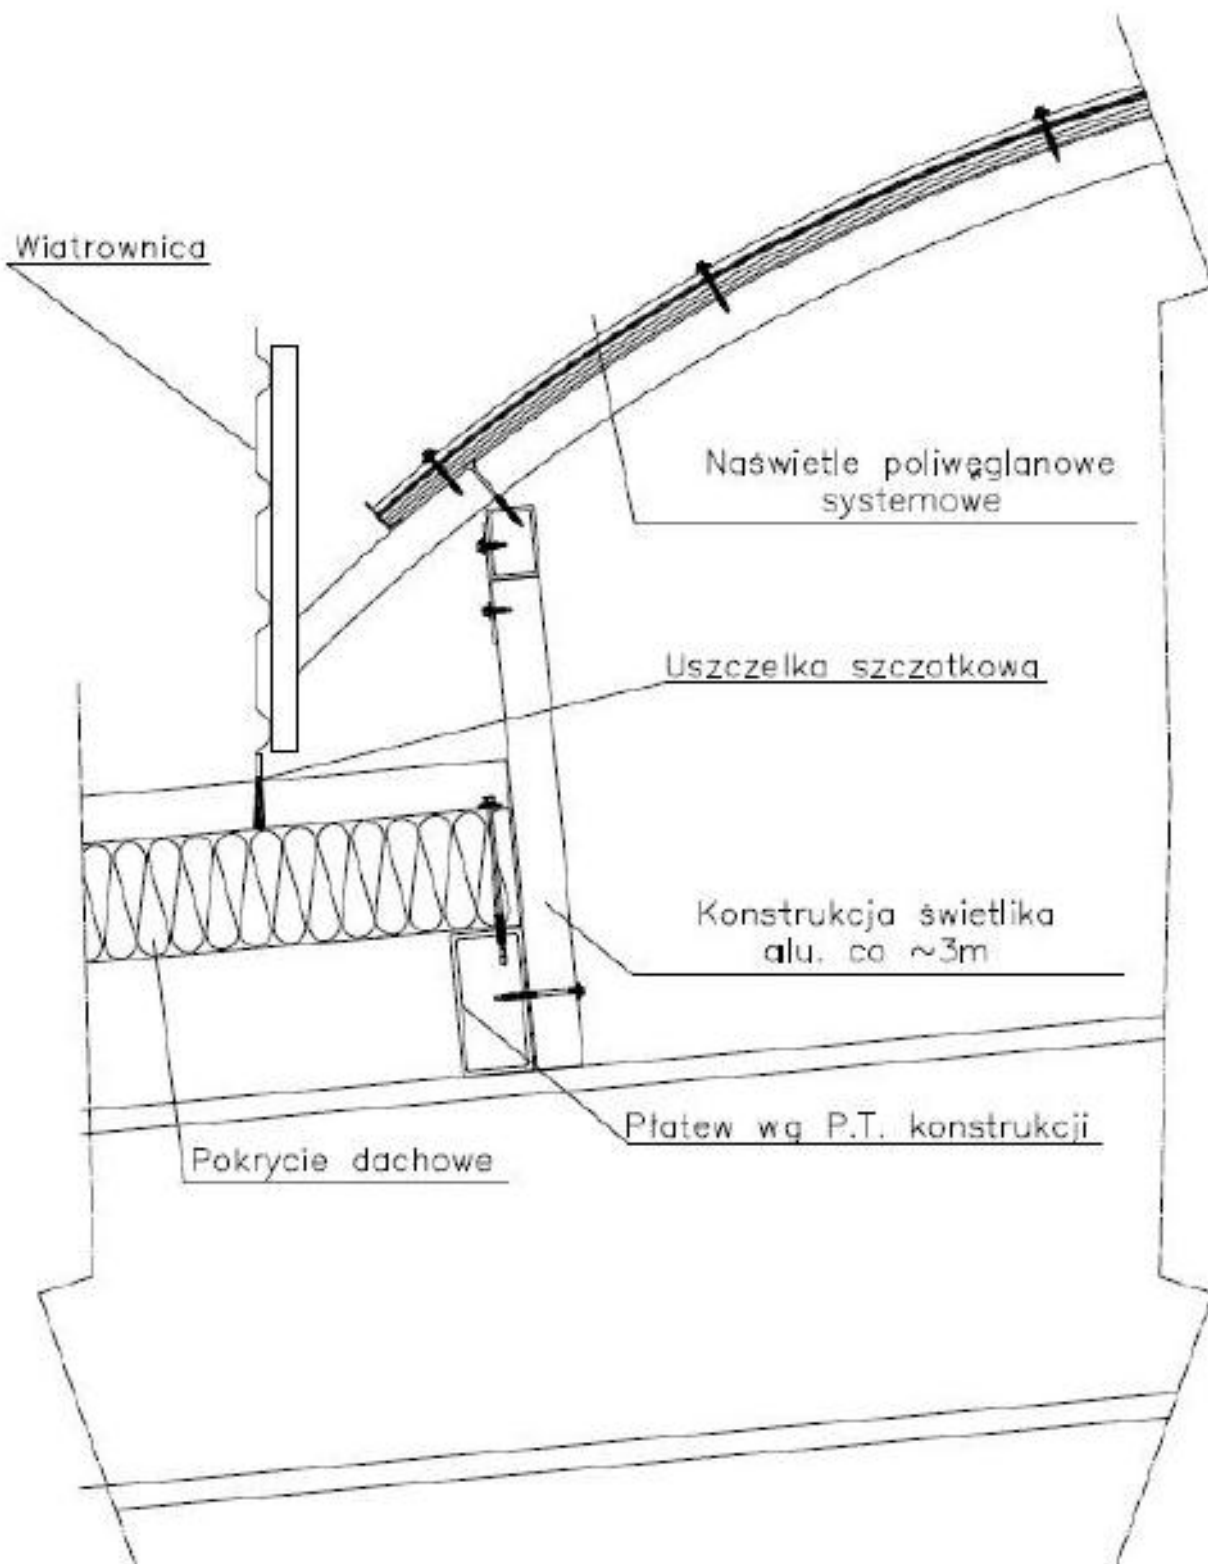 Wiatrownica
Naświetle poliwęglanowe
systemowe
Uszczelka szczotkowa
Konstrukcja świetlika
alu. co ~3m
Płatew wg P.T. konstrukcji
Pokrycie dachowe